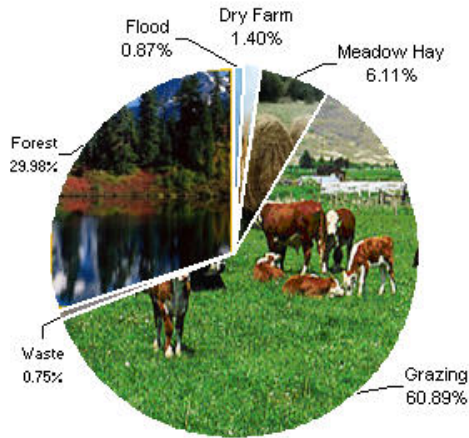 Dry Farm
1.40%
Flood
0.87%
Meadow Hay
6.11%
Forest
29.98%
Waste
0.75%
Grazing
60.89%